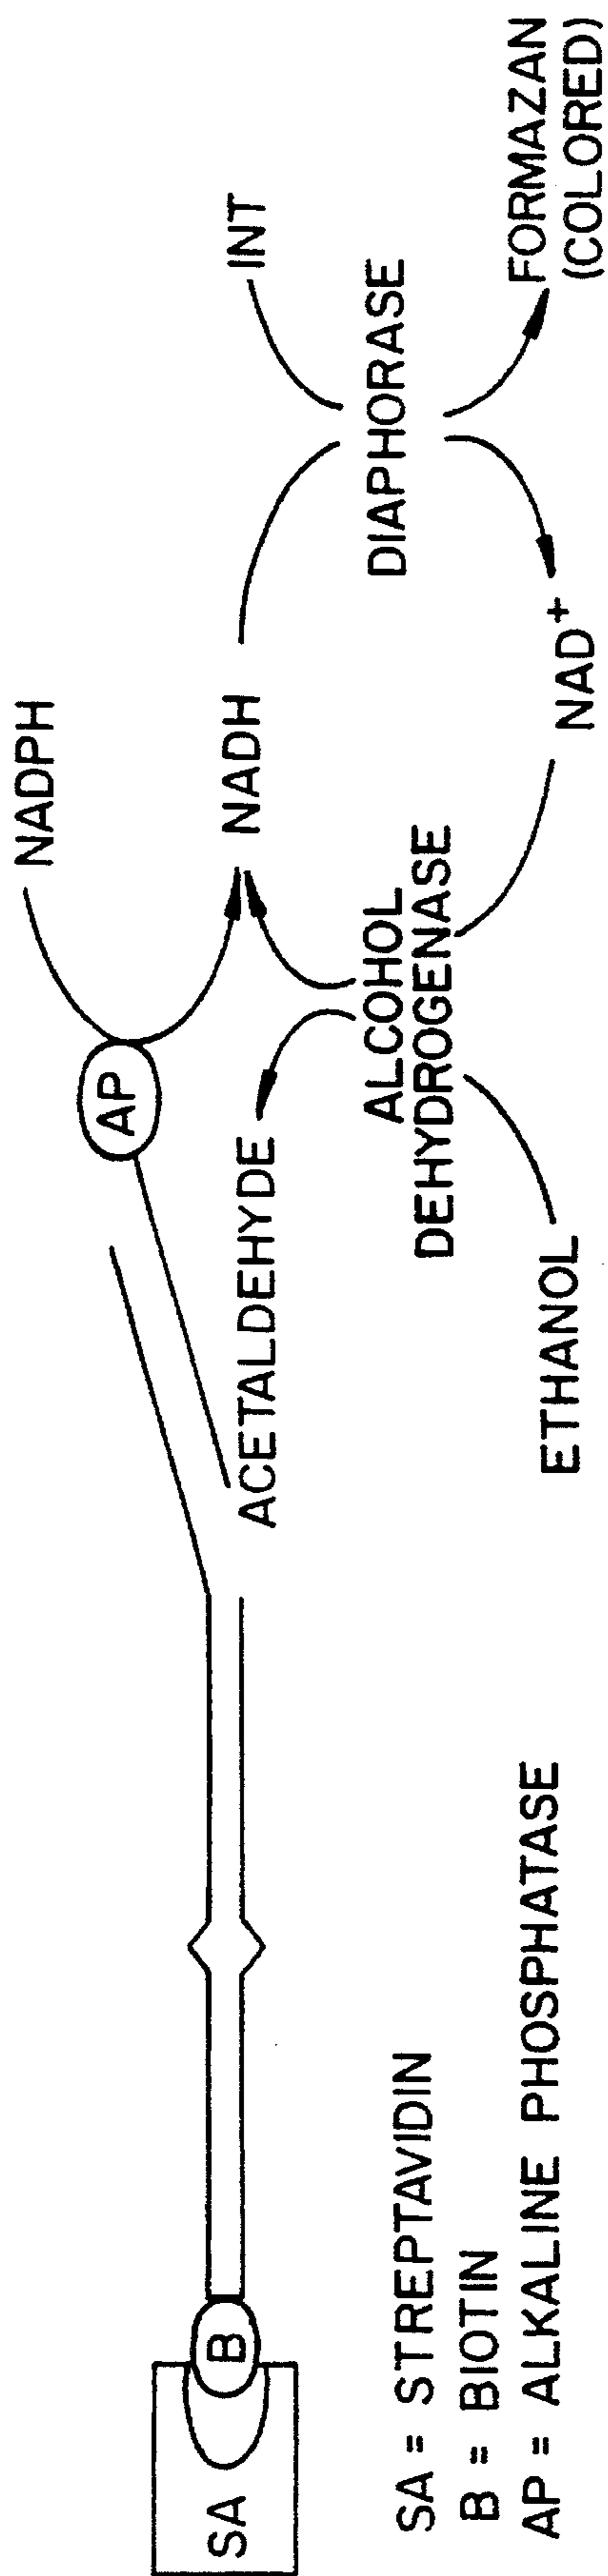 NADPH
AP
NADH
INT
ACETALDEHYDE
ALCOHOL
DEHYDROGENASE
DIAPHORASE
ETHANOL
NAD+
FORMAZAN
(COLORED)
SA
B
SA = STREPTAVIDIN
B = BIOTIN
AP = ALKALINE PHOSPHATASE